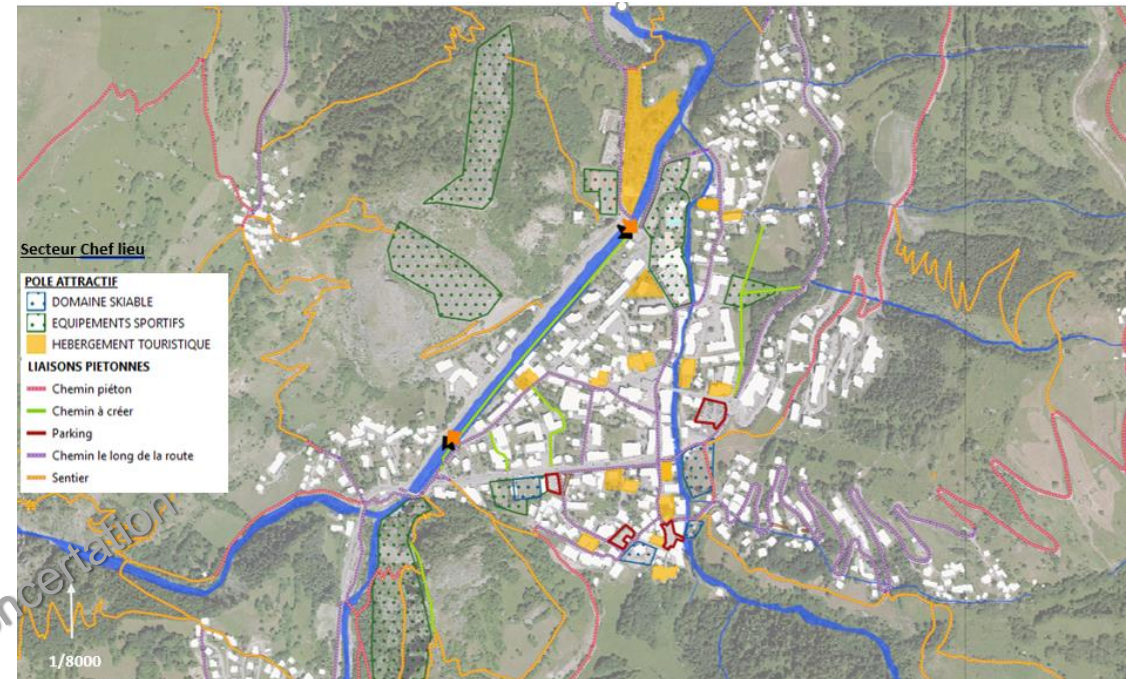 Secteur Chef lieu
POLE ATTRACTIF
DOMAINE SKIABLE
EQUIPEMENTS SPORTIFS
HEBERGEMENT TOURISTIQUE
LIAISONS PIETONNES
Chemin piéton
Chemin à créer
Parking
Chemin le long de la route
Sentier
1/8000